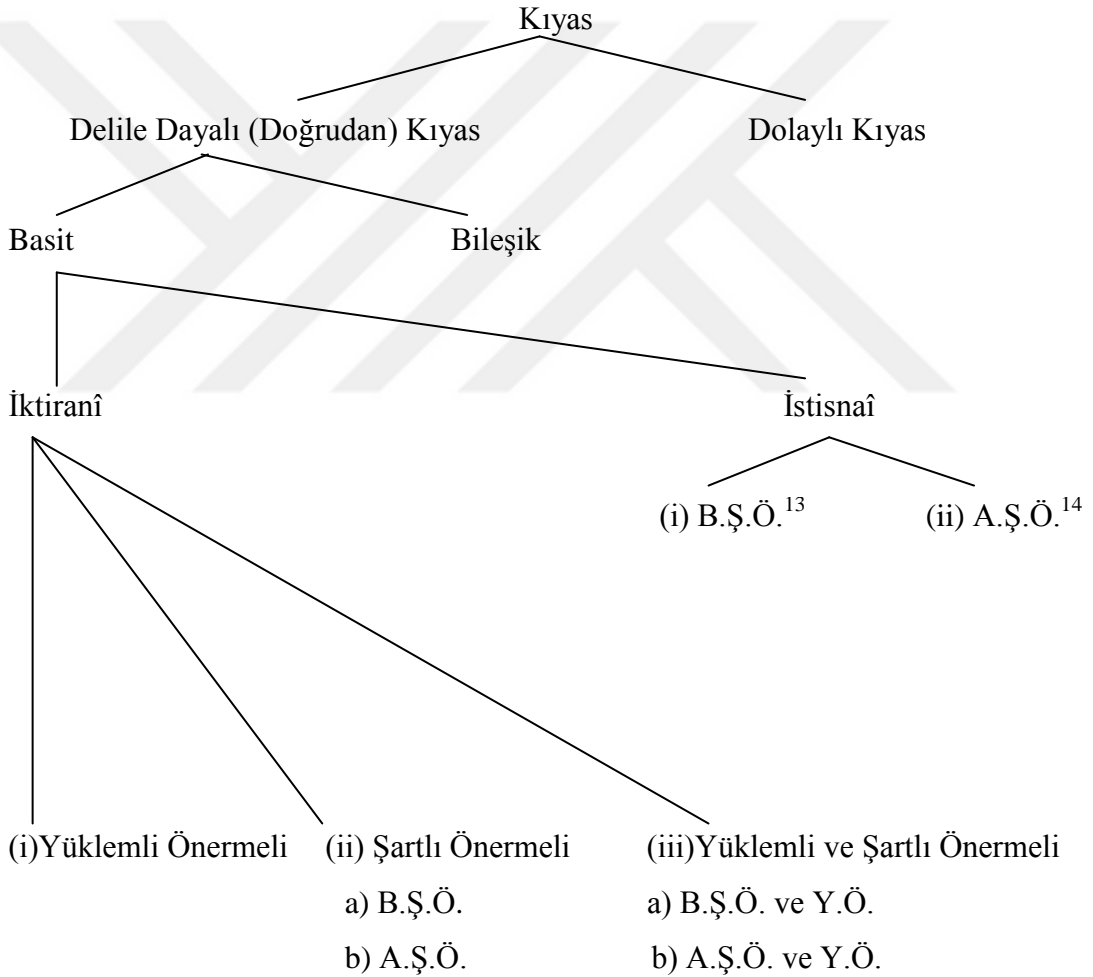 Kıyas
Delile Dayalı (Doğrudan) Kıyas Dolaylı Kıyas
Basit Bileşik
İktiranî İstisnaî
(i) B.Ş.Ö.13 (ii) A.Ş.Ö.14
(i)Yüklemli Önermeli (ii) Şartlı Önermeli (iii)Yüklemli ve Şartlı Önermeli
a) B.Ş.Ö. a) B.Ş.Ö. ve Y.Ö.
b) A.Ş.Ö. b) A.Ş.Ö. ve Y.Ö.